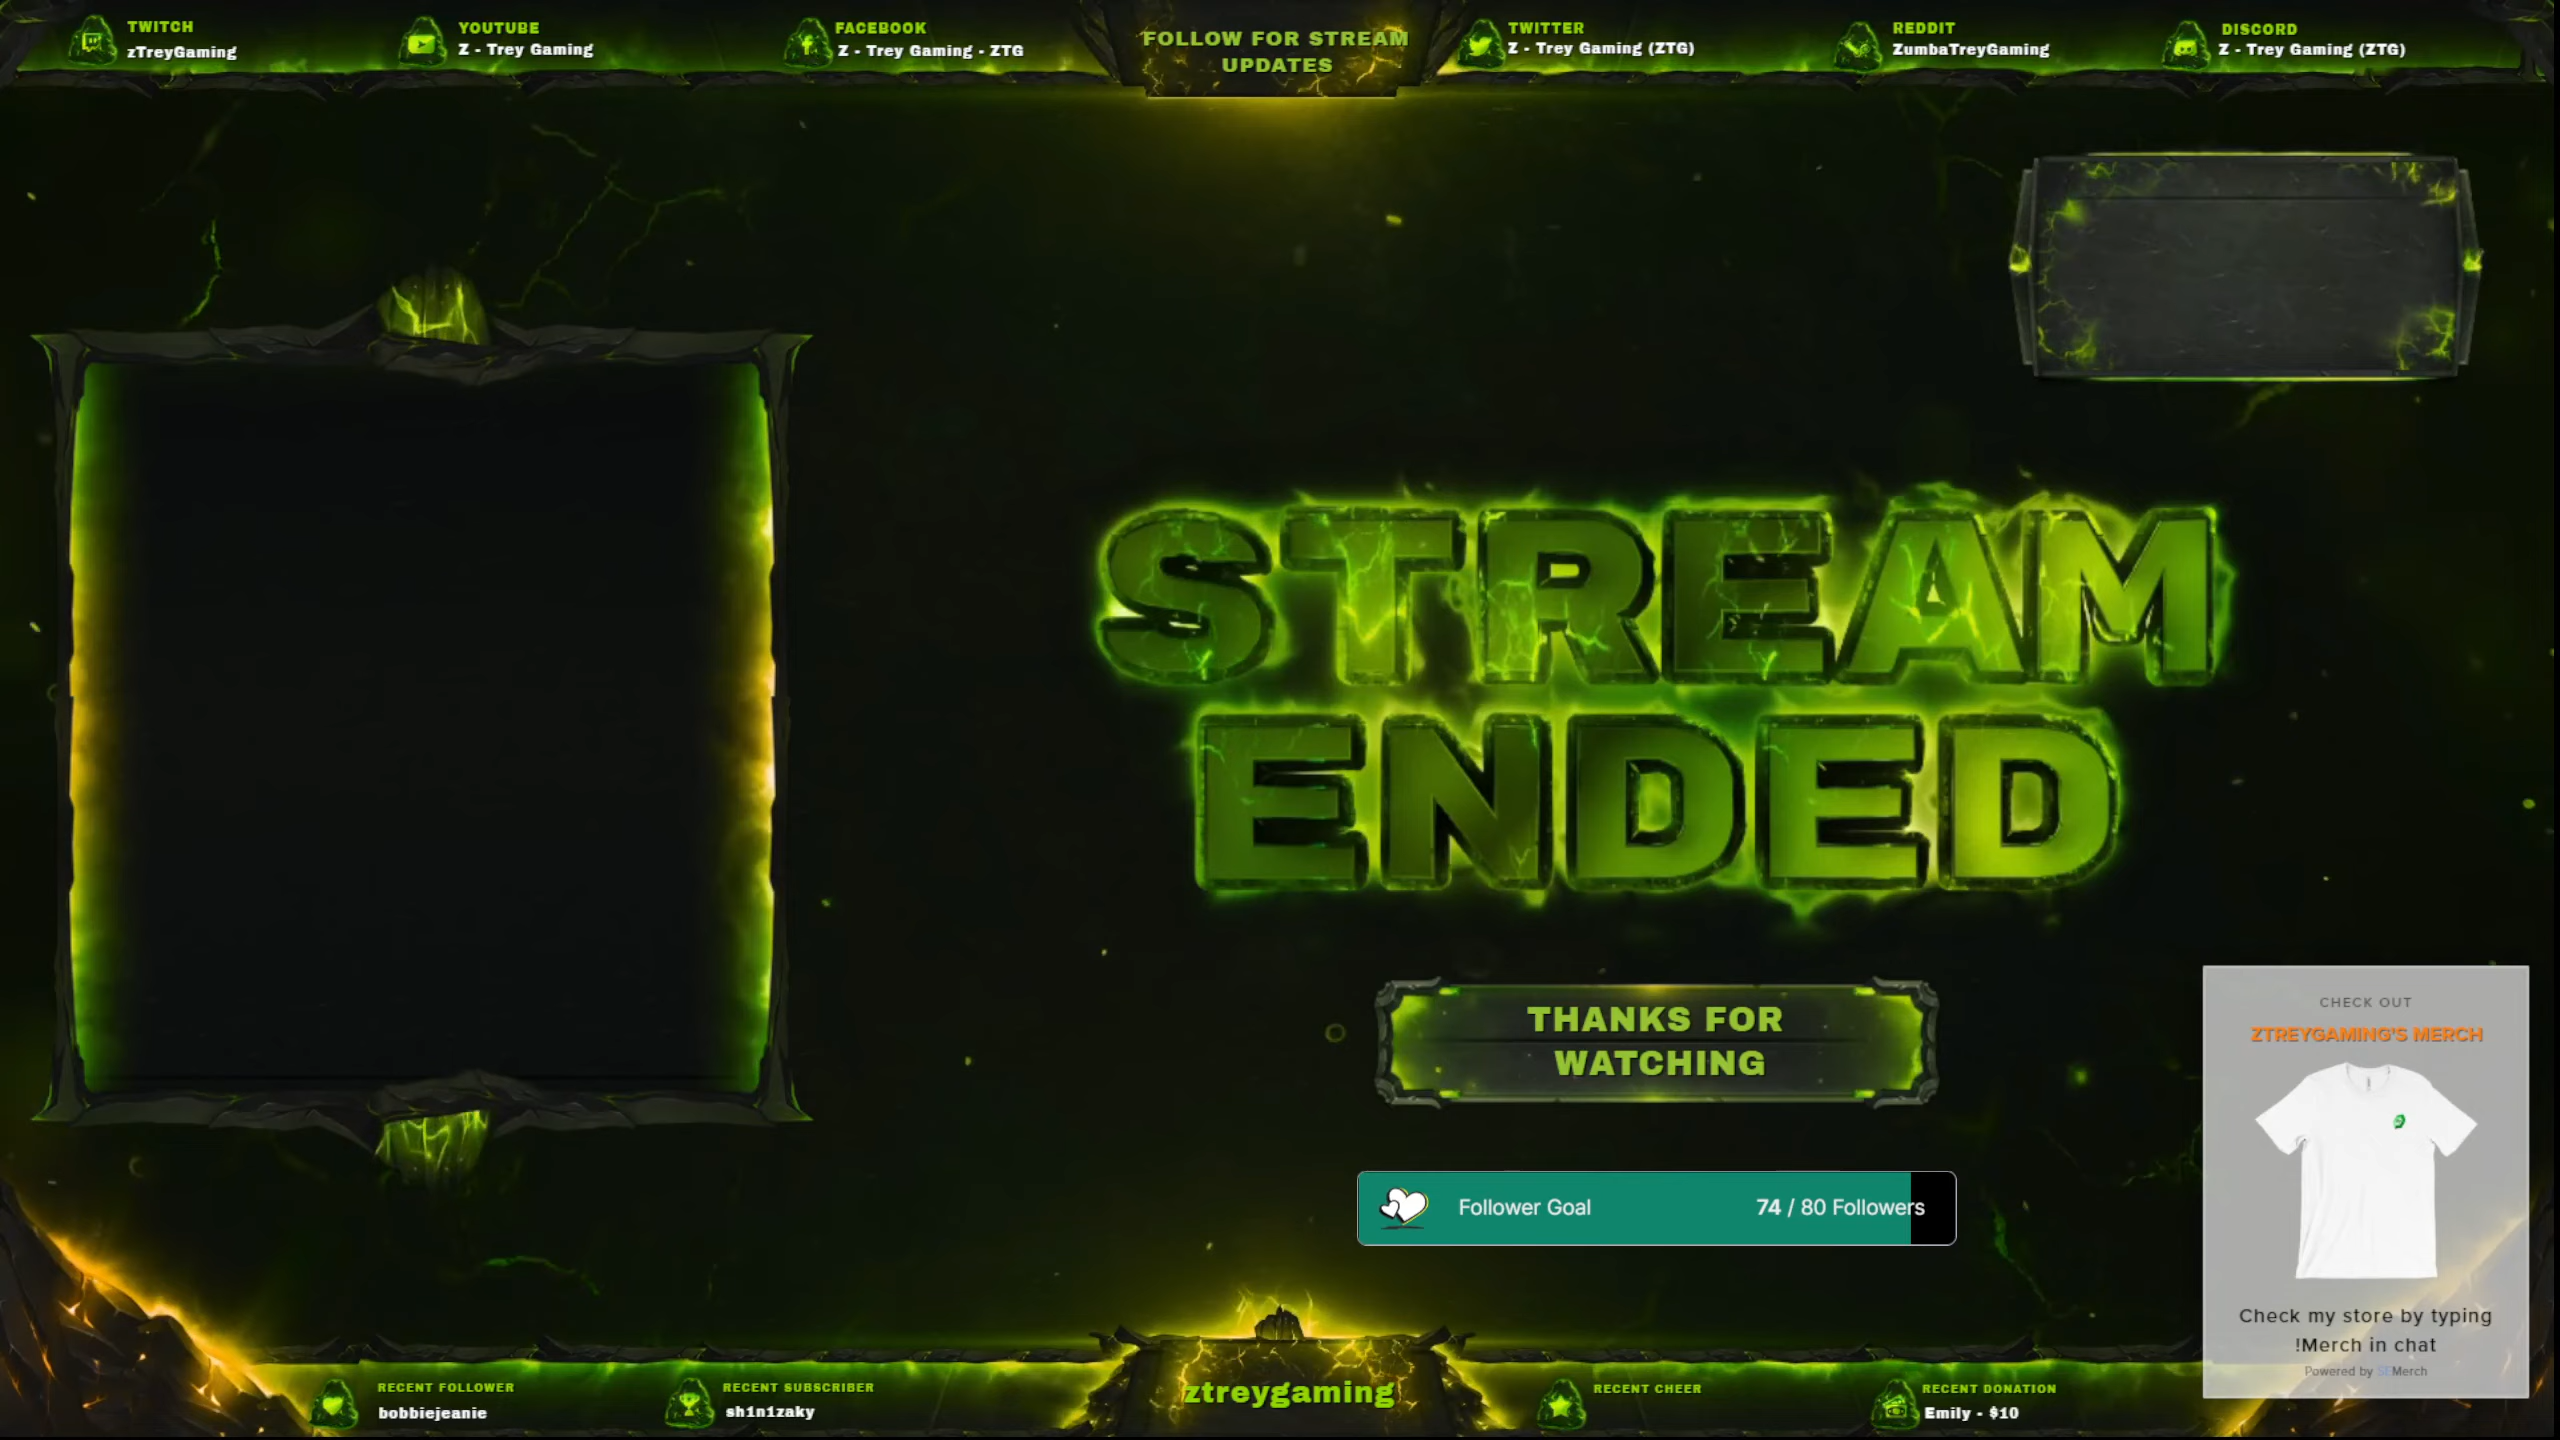 TWITCH
zTreyGaming
YOUTUBE
Z - Trey Gaming
FACEBOOK
Z - Trey Gaming - ZTG
FOLLOW FOR STREAM
UPDATES
TWITTER
Z - Trey Gaming (ZTG)
REDDIT
ZumbaTreyGaming
DISCORD
Z - Trey Gaming (ZTG)
STREAM
ENDED
THANKS FOR
WATCHING
Follower Goal
74 / 80 Followers
CHECK OUT
ZTREYGAMING'S MERCH
Check my store by typing
!Merch in chat
Powered by SEMerch
RECENT FOLLOWER
bobbiejeanie
RECENT SUBSCRIBER
sh1n1zaky
ztreygaming
RECENT CHEER
RECENT DONATION
Emily - $10